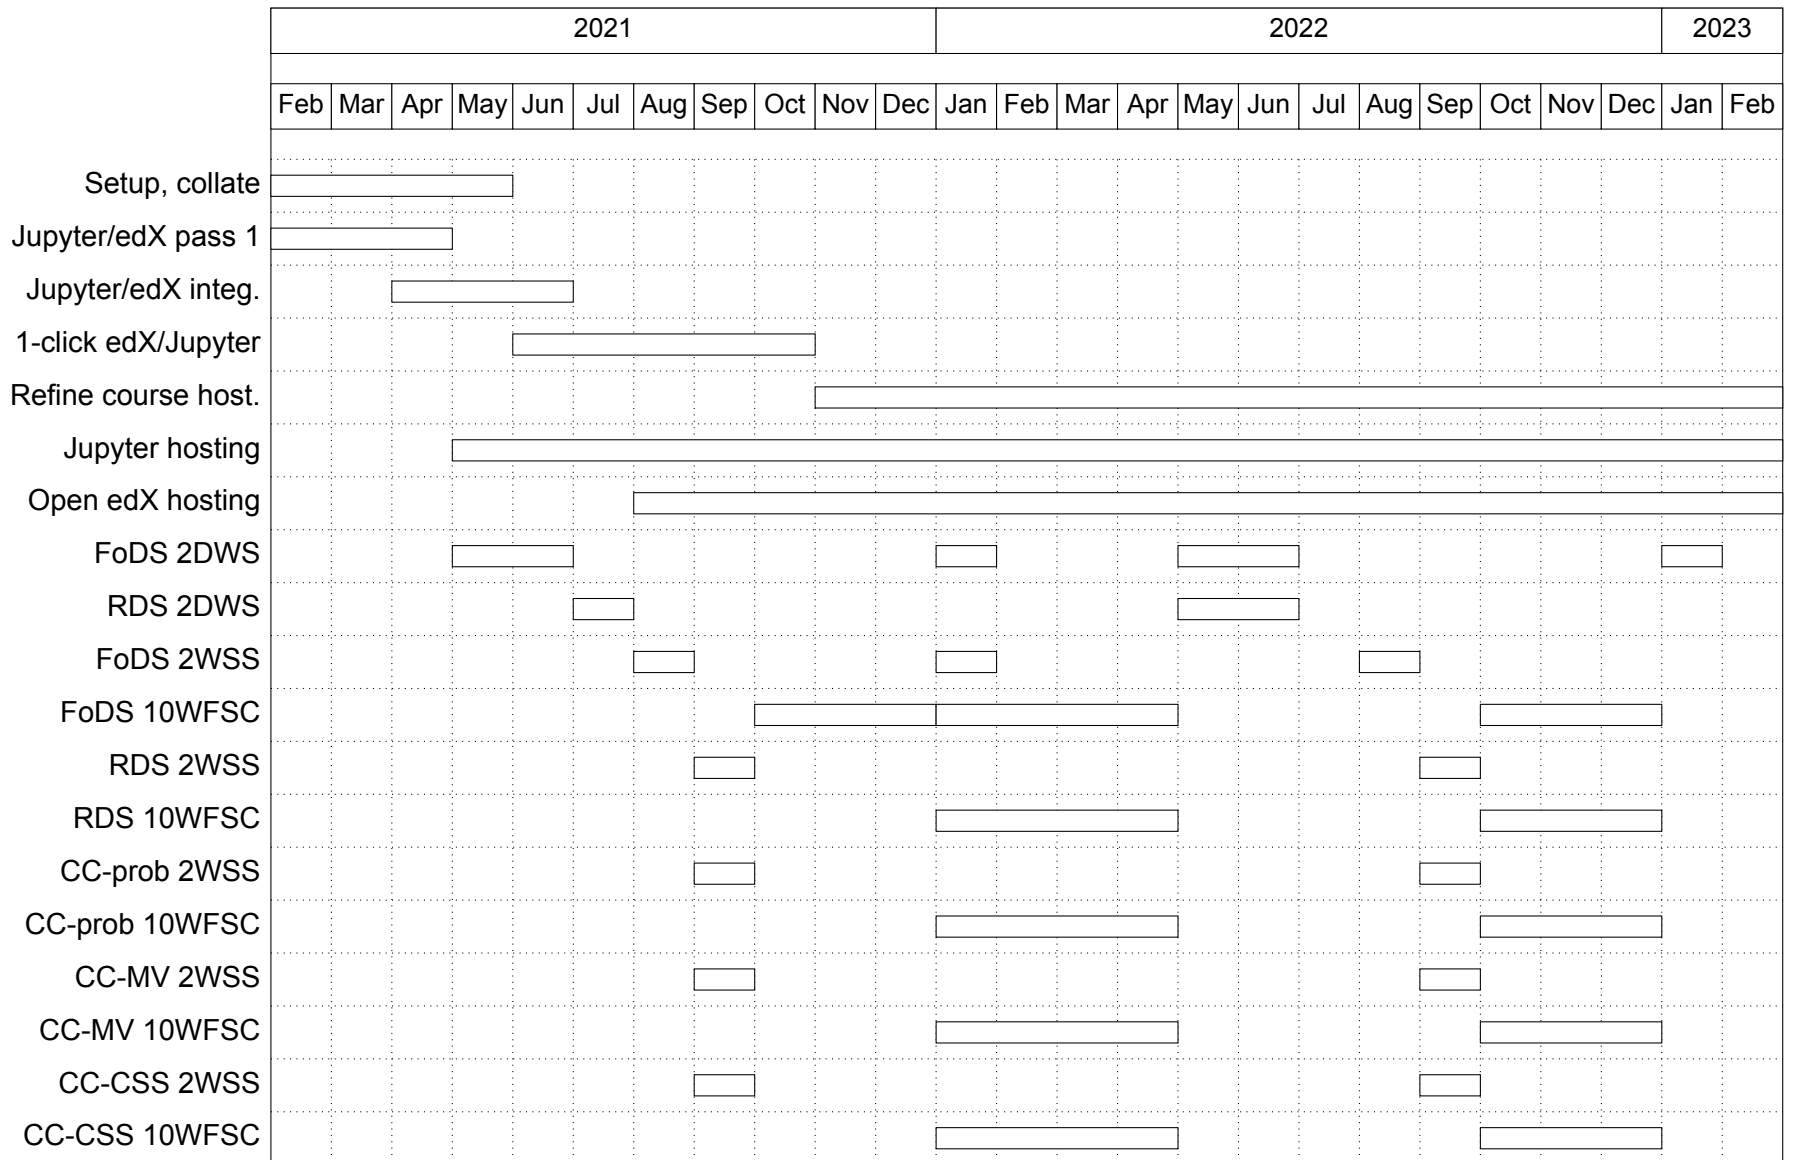 2021 2022 2023
Feb Mar Apr May Jun Jul Aug Sep Oct Nov Dec Jan Feb Mar Apr May Jun Jul Aug Sep Oct Nov Dec Jan Feb
Setup, collate
Jupyter/edX pass 1
Jupyter/edX integ.
1-click edX/Jupyter
Refine course host.
Jupyter hosting
Open edX hosting
FoDS 2DWS
RDS 2DWS
FoDS 2WSS
FoDS 10WFSC
RDS 2WSS
RDS 10WFSC
CC-prob 2WSS
CC-prob 10WFSC
CC-MV 2WSS
CC-MV 10WFSC
CC-CSS 2WSS
CC-CSS 10WFSC